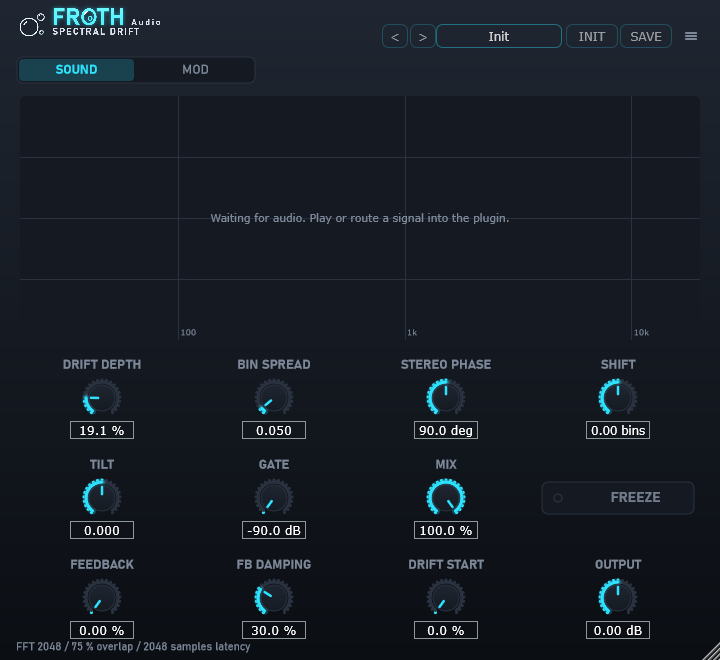 FROTH Audio
SPECTRAL DRIFT
< > Init INIT SAVE
SOUND MOD
Waiting for audio. Play or route a signal into the plugin.
100 1k 10k
DRIFT DEPTH BIN SPREAD STEREO PHASE SHIFT
19.1 % 0.050 90.0 deg 0.00 bins
TILT GATE MIX
FREEZE
0.000 -90.0 dB 100.0 %
FEEDBACK FB DAMPING DRIFT START OUTPUT
0.00 % 30.0 % 0.0 % 0.00 dB
FFT 2048 / 75 % overlap / 2048 samples latency